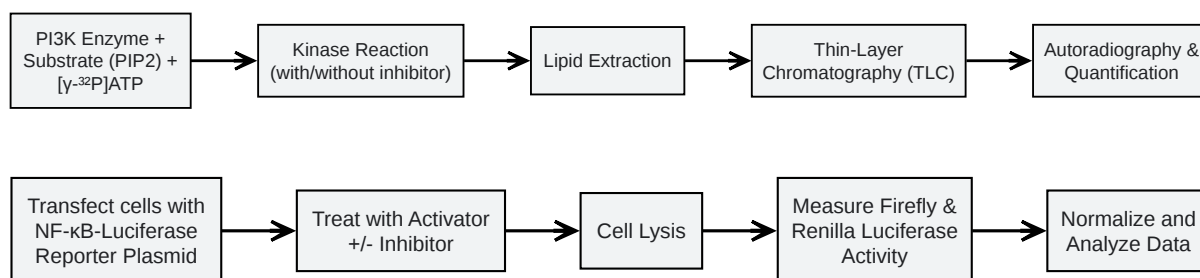 PI3K Enzyme +
Substrate (PIP2) +
[γ-³²P]ATP
Kinase Reaction
(with/without inhibitor)
Lipid Extraction
Thin-Layer
Chromatography (TLC)
Autoradiography &
Quantification
Transfect cells with
NF-κB-Luciferase
Reporter Plasmid
Treat with Activator
+/- Inhibitor
Cell Lysis
Measure Firefly &
Renilla Luciferase
Activity
Normalize and
Analyze Data